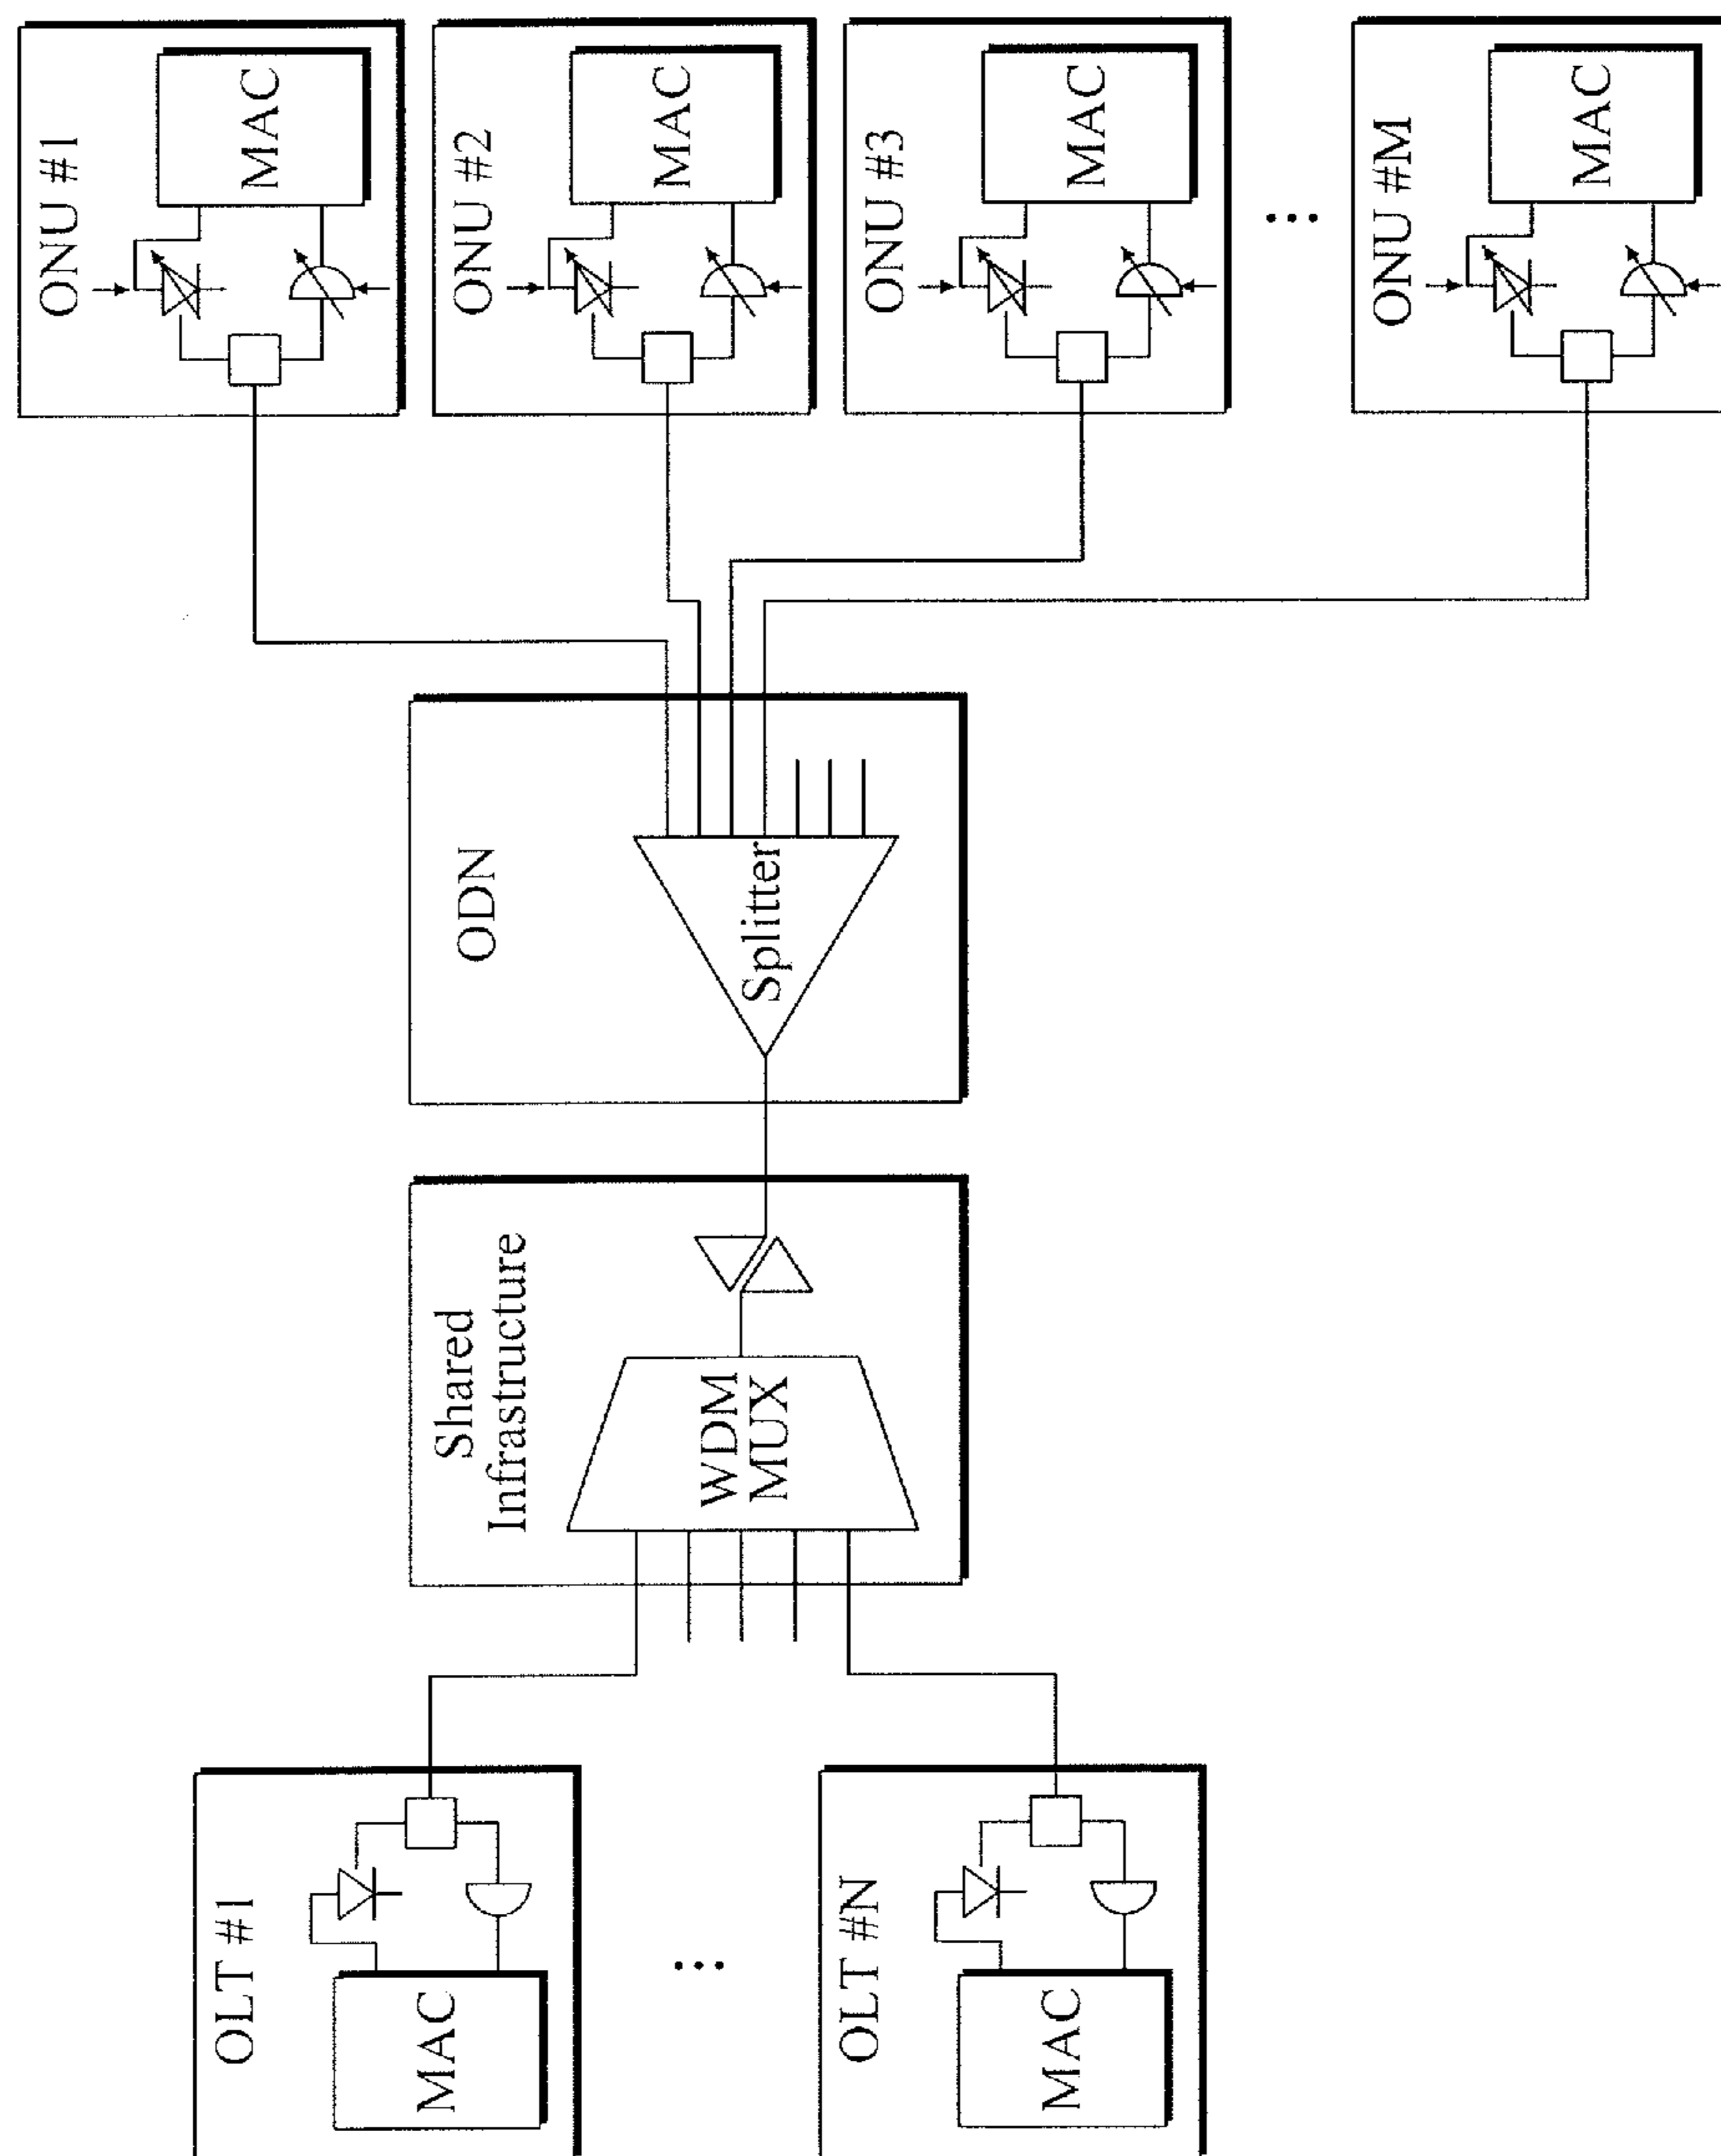 OLT #1
MAC
...
OLT #N
MAC
Shared
Infrastructure
WDM
MUX
ODN
Splitter
ONU #1
MAC
ONU #2
MAC
ONU #3
MAC
...
ONU #M
MAC